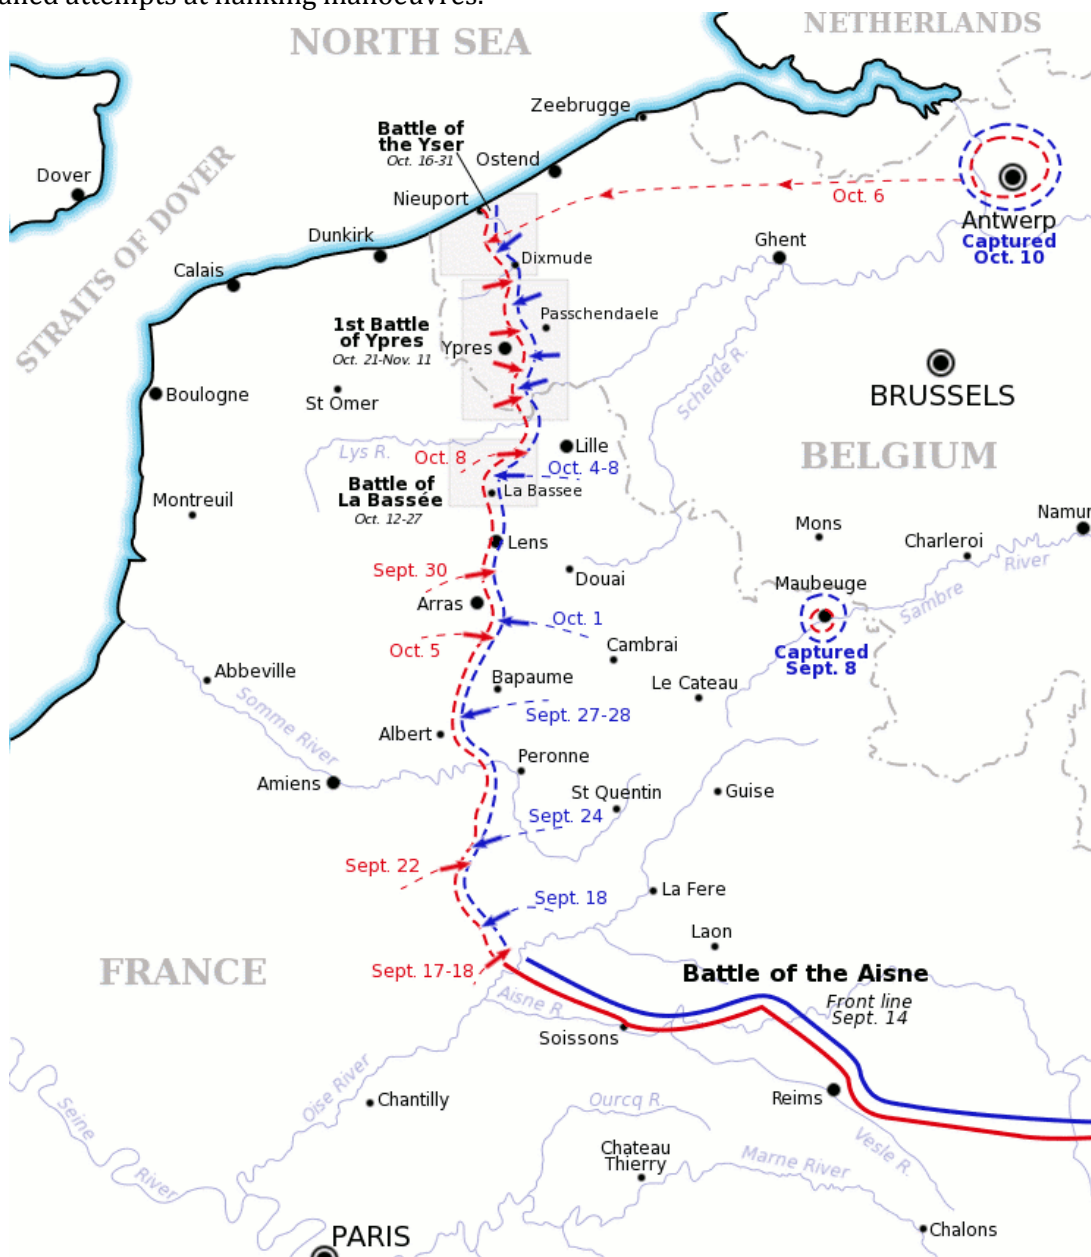 attempts at flanking manoeuvres.
NORTH SEA
NETHERLANDS
Zeebrugge
Battle of
the Yser
Oct. 16-31
Ostend
Dover
Nieuport
Oct. 6
Antwerp
Captured
Oct. 10
STRAITS OF DOVER
Dunkirk
Ghent
Dixmude
Calais
Passchendaele
1st Battle
of Ypres
Oct. 21-Nov. 11
Ypres
Schelde R.
BRUSSELS
Boulogne
St Omer
BELGIUM
Lys R.
Oct. 8
Lille
Oct. 4-8
Battle of
La Bassée
Oct. 12-27
La Bassee
Montreuil
Mons
Namur
Charleroi
River
Lens
Sept. 30
Douai
Maubeuge
Sambre
Arras
Oct. 1
Oct. 5
Cambrai
Captured
Sept. 8
Abbeville
Bapaume
Le Cateau
Somme River
Sept. 27-28
Albert
Peronne
Amiens
St Quentin
Guise
Sept. 24
Sept. 22
La Fere
Sept. 18
Laon
FRANCE
Sept. 17-18
Battle of the Aisne
Front line
Sept. 14
Aisne R.
Soissons
Oise River
Chantilly
Ourcq R.
Reims
Seine
River
Chateau
Thierry
Marne River
Vesle R.
PARIS
Chalons